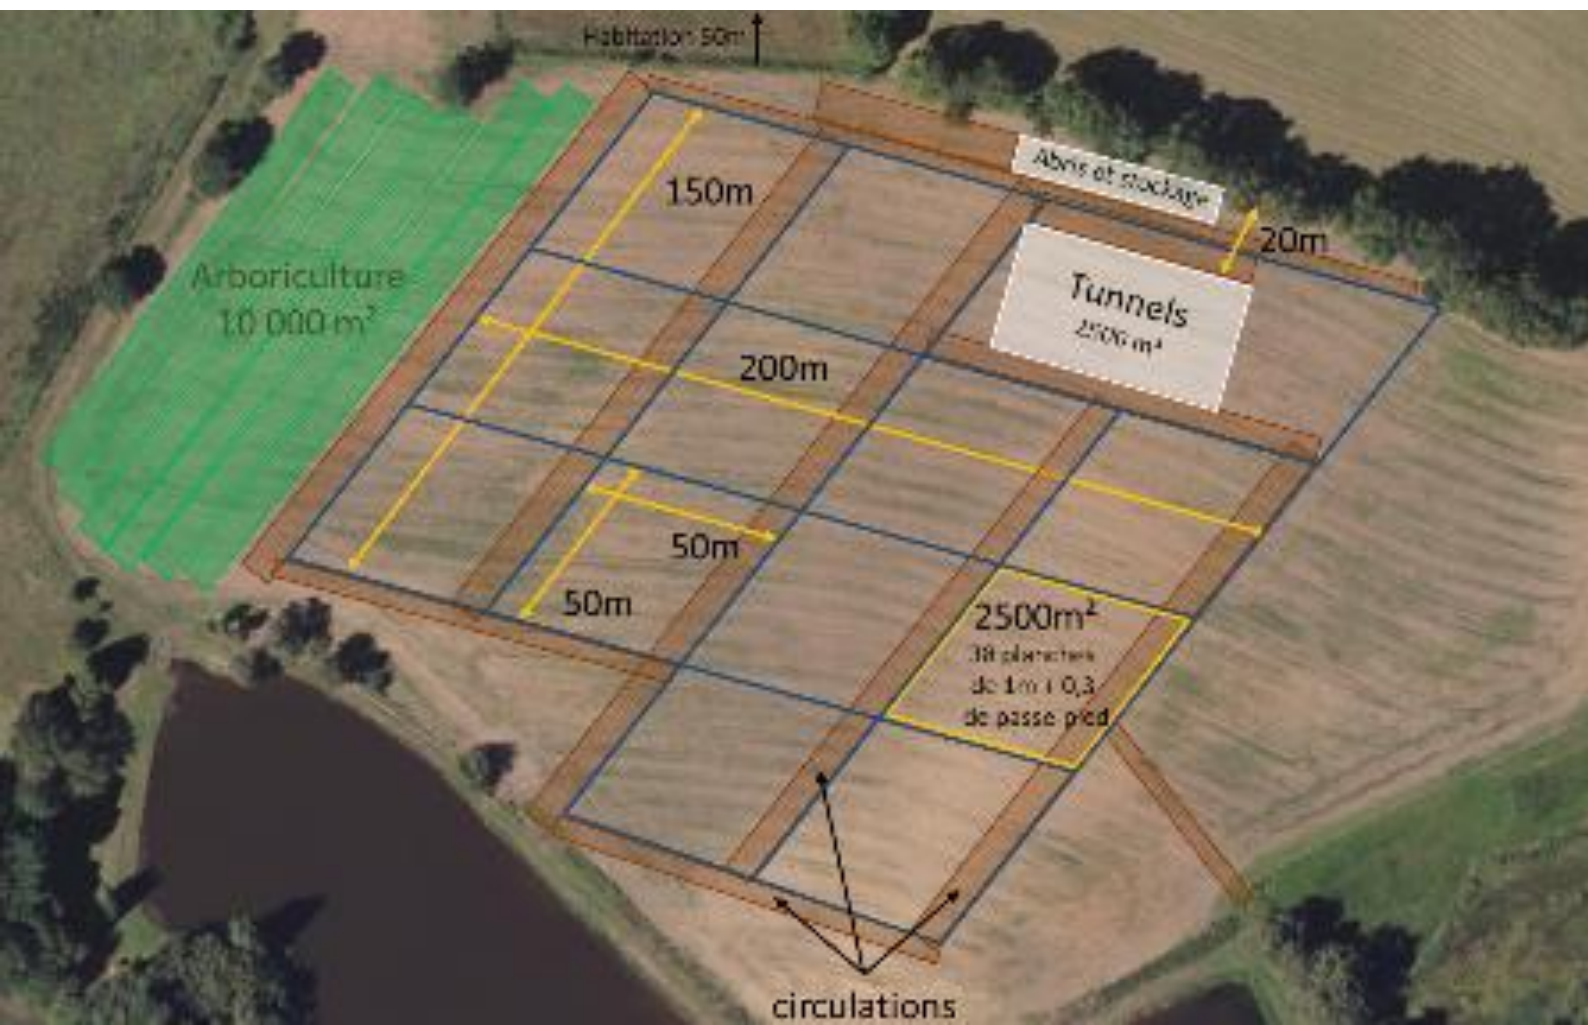 Habitation 50m
Abris et stockage
150m
20m
Arboriculture
10 000 m²
Tunnels
2500 m²
200m
50m
50m
2500m²
38 planches
de 1m + 0,3
de passe-pied
circulations